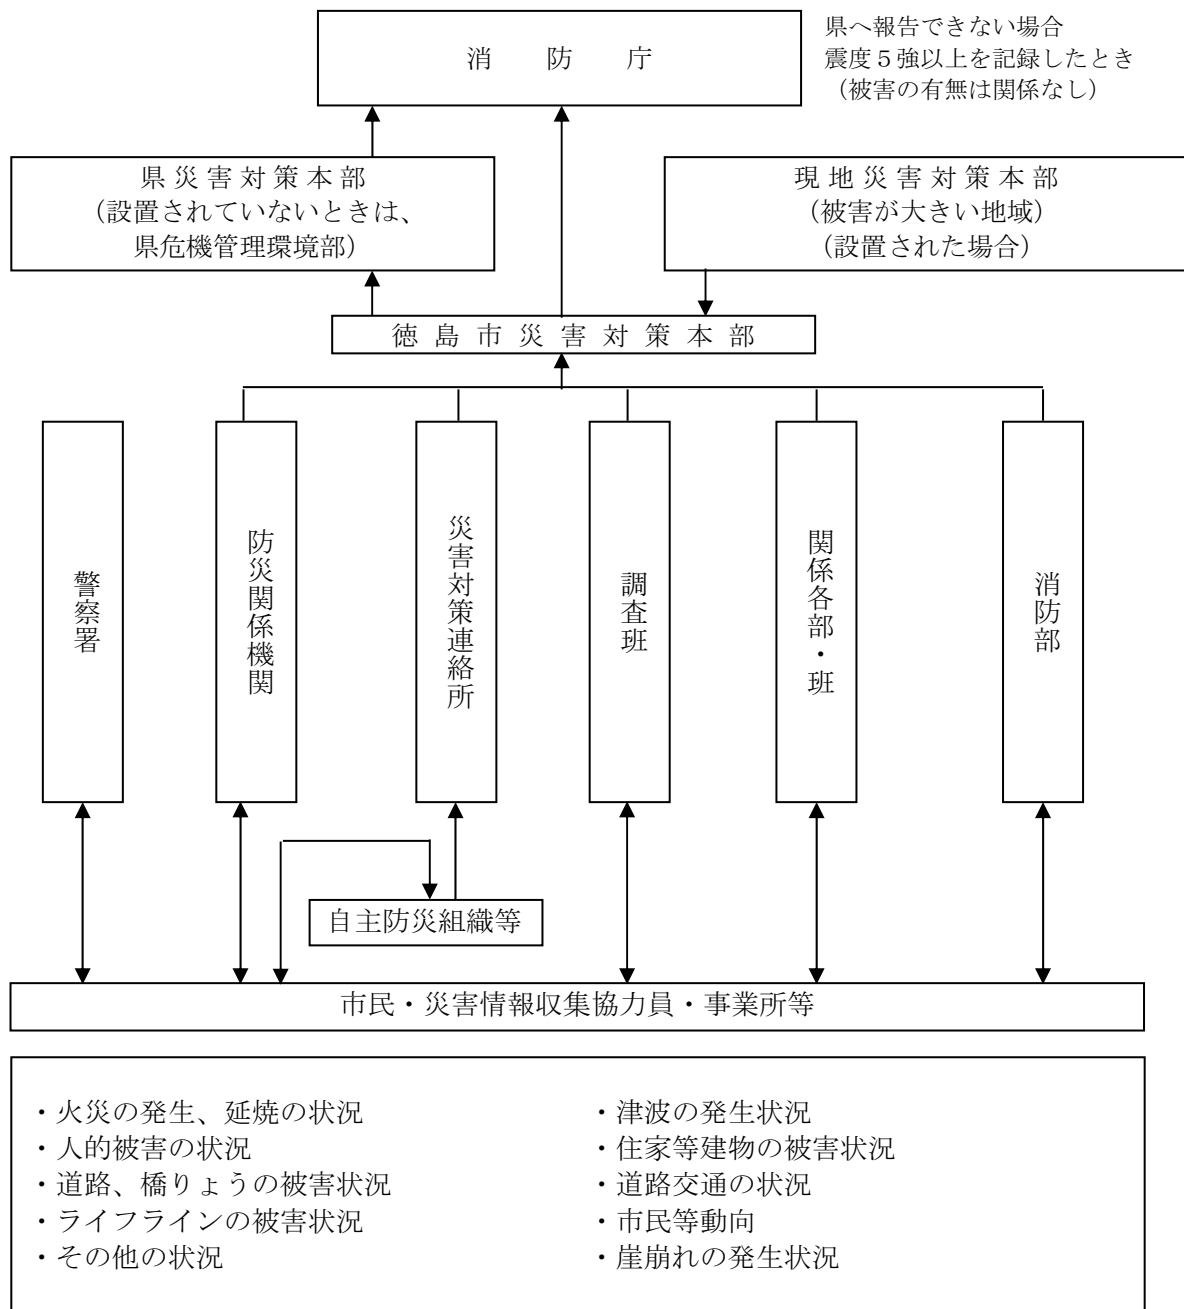 消防庁
県へ報告できない場合
震度５強以上を記録したとき
（被害の有無は関係なし）
県災害対策本部
（設置されていないときは、
県危機管理環境部）
現地災害対策本部
（被害が大きい地域）
（設置された場合）
徳島市災害対策本部
警察署
防災関係機関
災害対策連絡所
調査班
関係各部・班
消防部
自主防災組織等
市民・災害情報収集協力員・事業所等
・火災の発生、延焼の状況
・人的被害の状況
・道路、橋りょうの被害状況
・ライフラインの被害状況
・その他の状況
・津波の発生状況
・住家等建物の被害状況
・道路交通の状況
・市民等動向
・崖崩れの発生状況